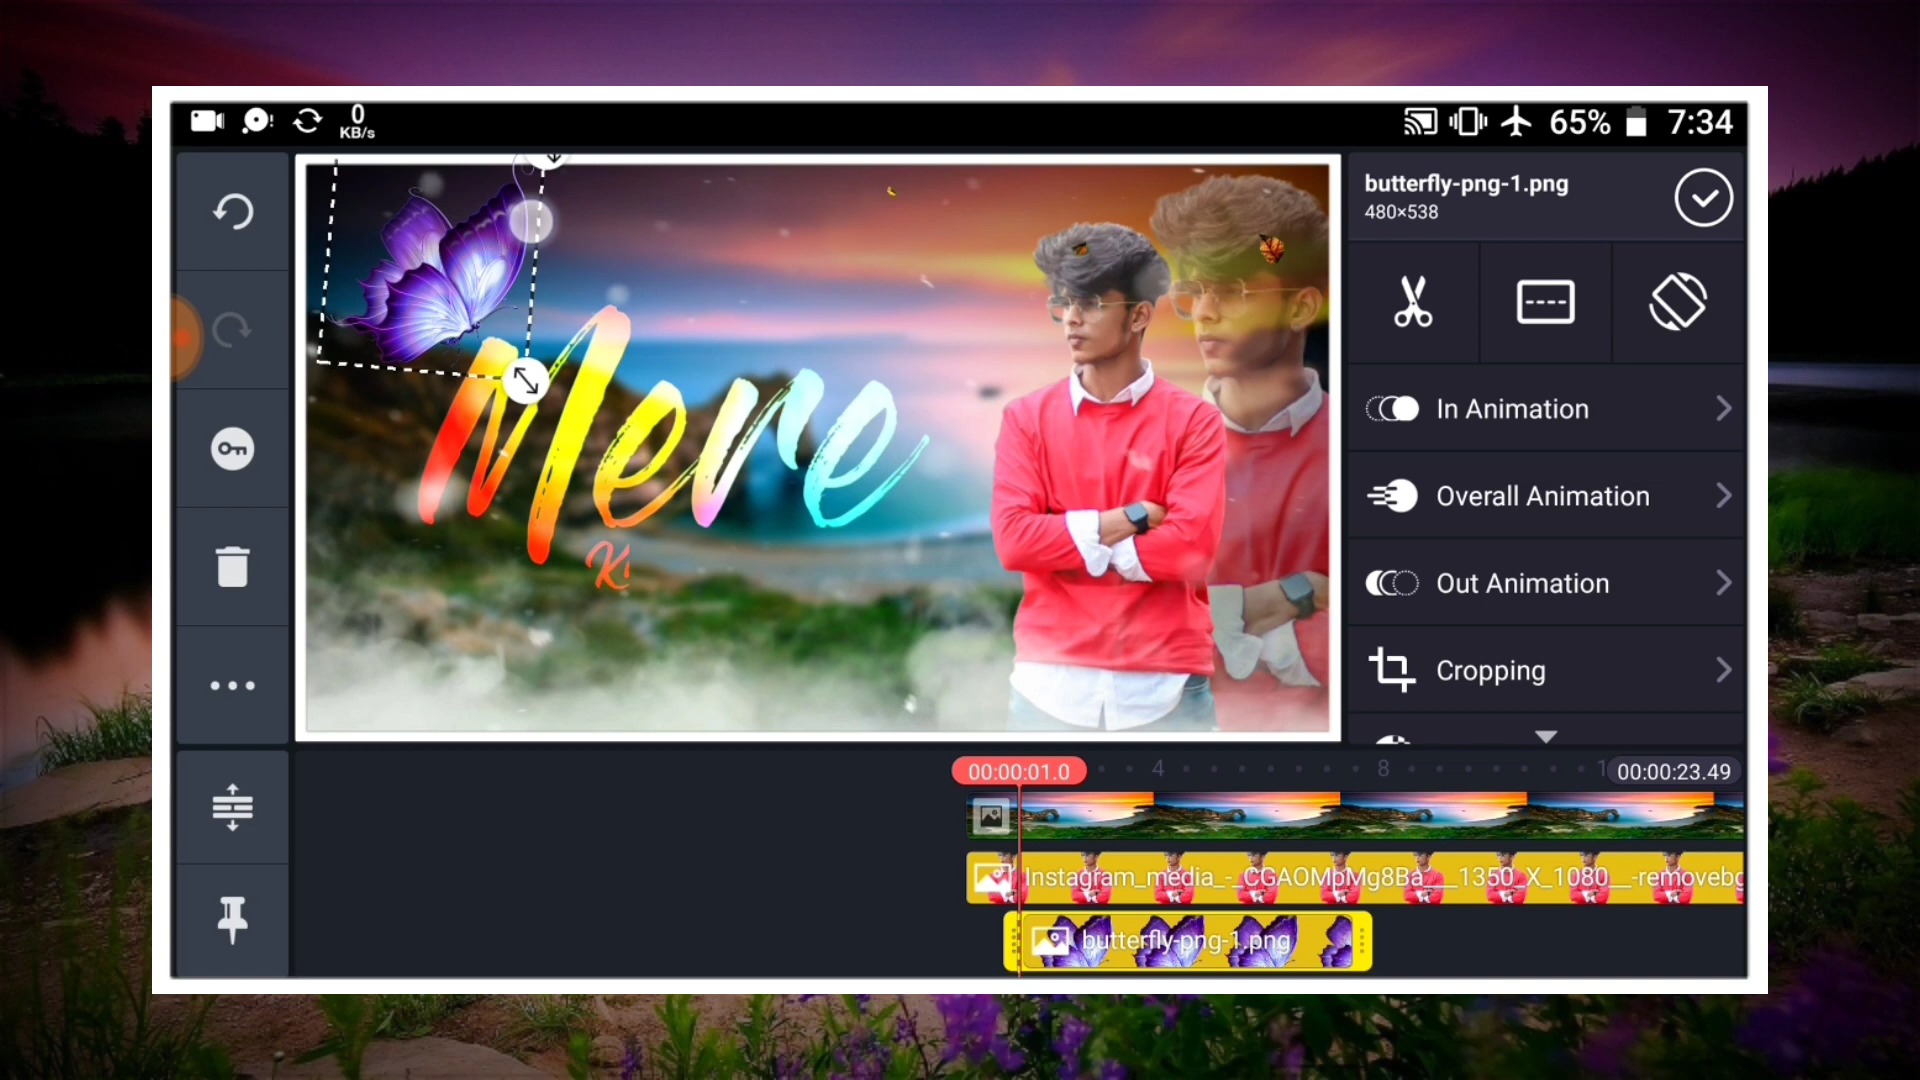 0
KB/s
65%
7:34
butterfly-png-1.png
480×538
Mere
In Animation
Overall Animation
Out Animation
Cropping
00:00:01.0
4
8
00:00:23.49
Instagram_media_-_CGAOMpMg8Ba___1350_X_1080__-removebg
butterfly-png-1.png